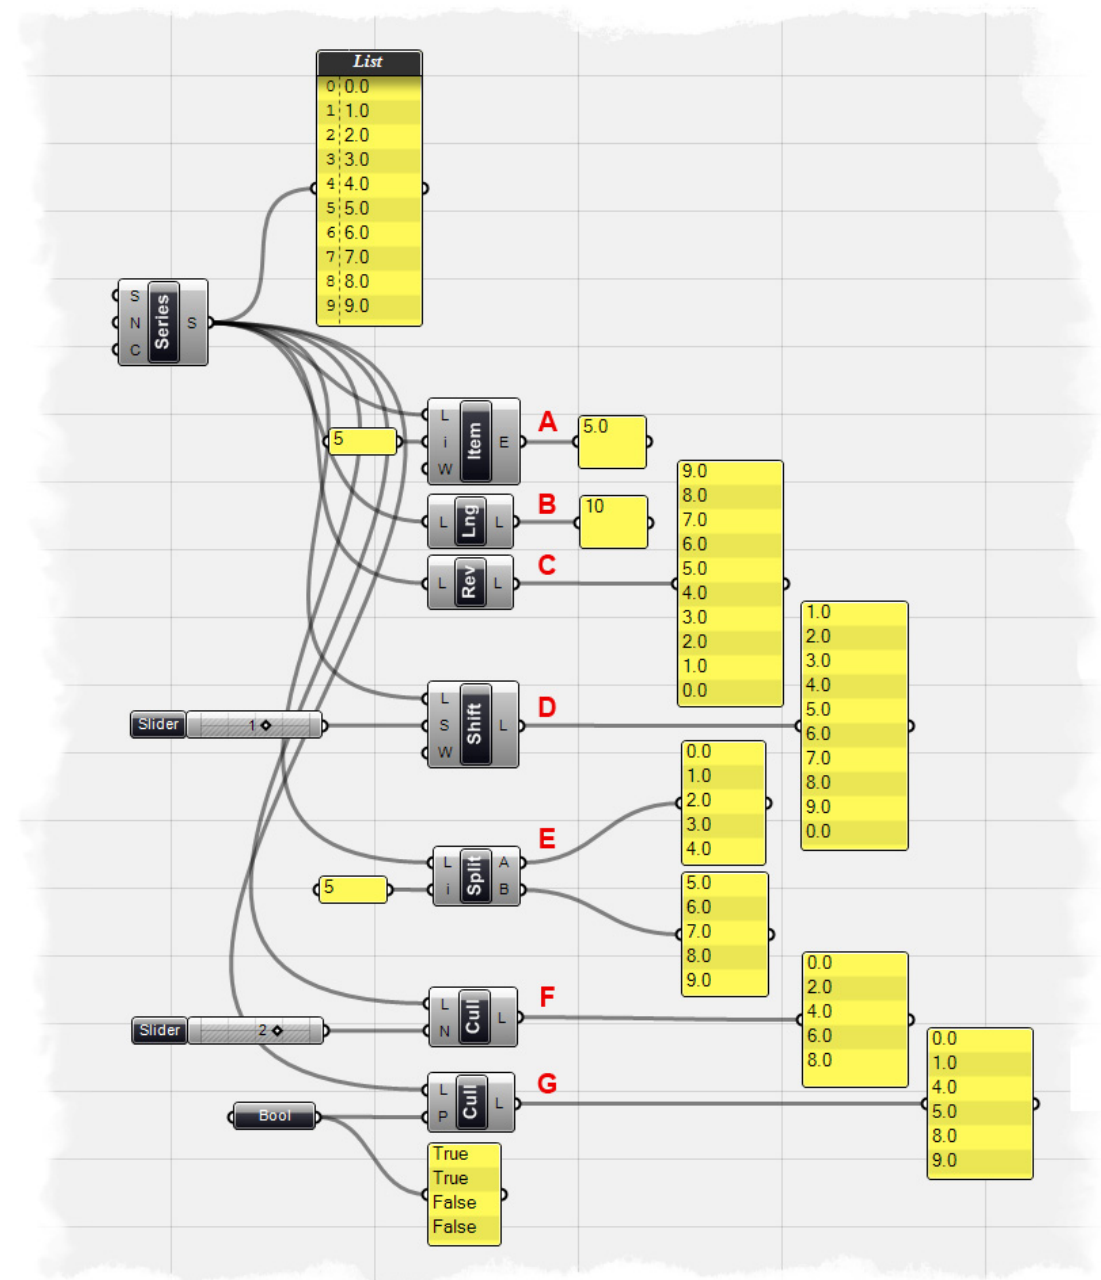 List
0 0.0
1 1.0
2 2.0
3 3.0
4 4.0
5 5.0
6 6.0
7 7.0
8 8.0
9 9.0
S
N Series S
C
L
5 i Item E A 5.0
W
L Lng L B 10
L Rev L C
9.0
8.0
7.0
6.0
5.0
4.0
3.0
2.0
1.0
0.0
L
Slider 1 S Shift L D
W
1.0
2.0
3.0
4.0
5.0
6.0
7.0
8.0
9.0
0.0
L Split A E
5 i B
0.0
1.0
2.0
3.0
4.0
5.0
6.0
7.0
8.0
9.0
L Cull L F
Slider 2 N
0.0
2.0
4.0
6.0
8.0
L Cull L G
Bool P
0.0
1.0
4.0
5.0
8.0
9.0
True
True
False
False